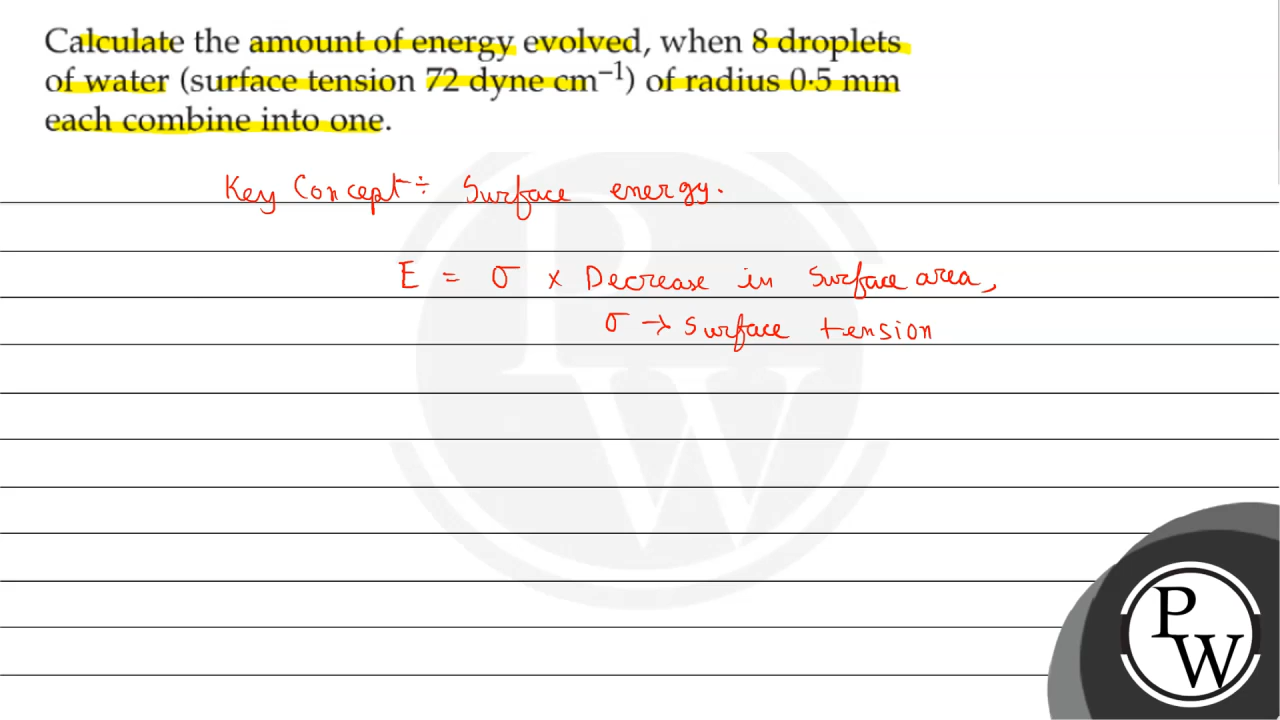 Calculate the amount of energy evolved, when 8 droplets
of water (surface tension 72 dyne cm⁻¹) of radius 0·5 mm
each combine into one.
Key Concept ÷ Surface energy.
E = σ × Decrease in surface area,
σ → surface tension
P
W
P
W